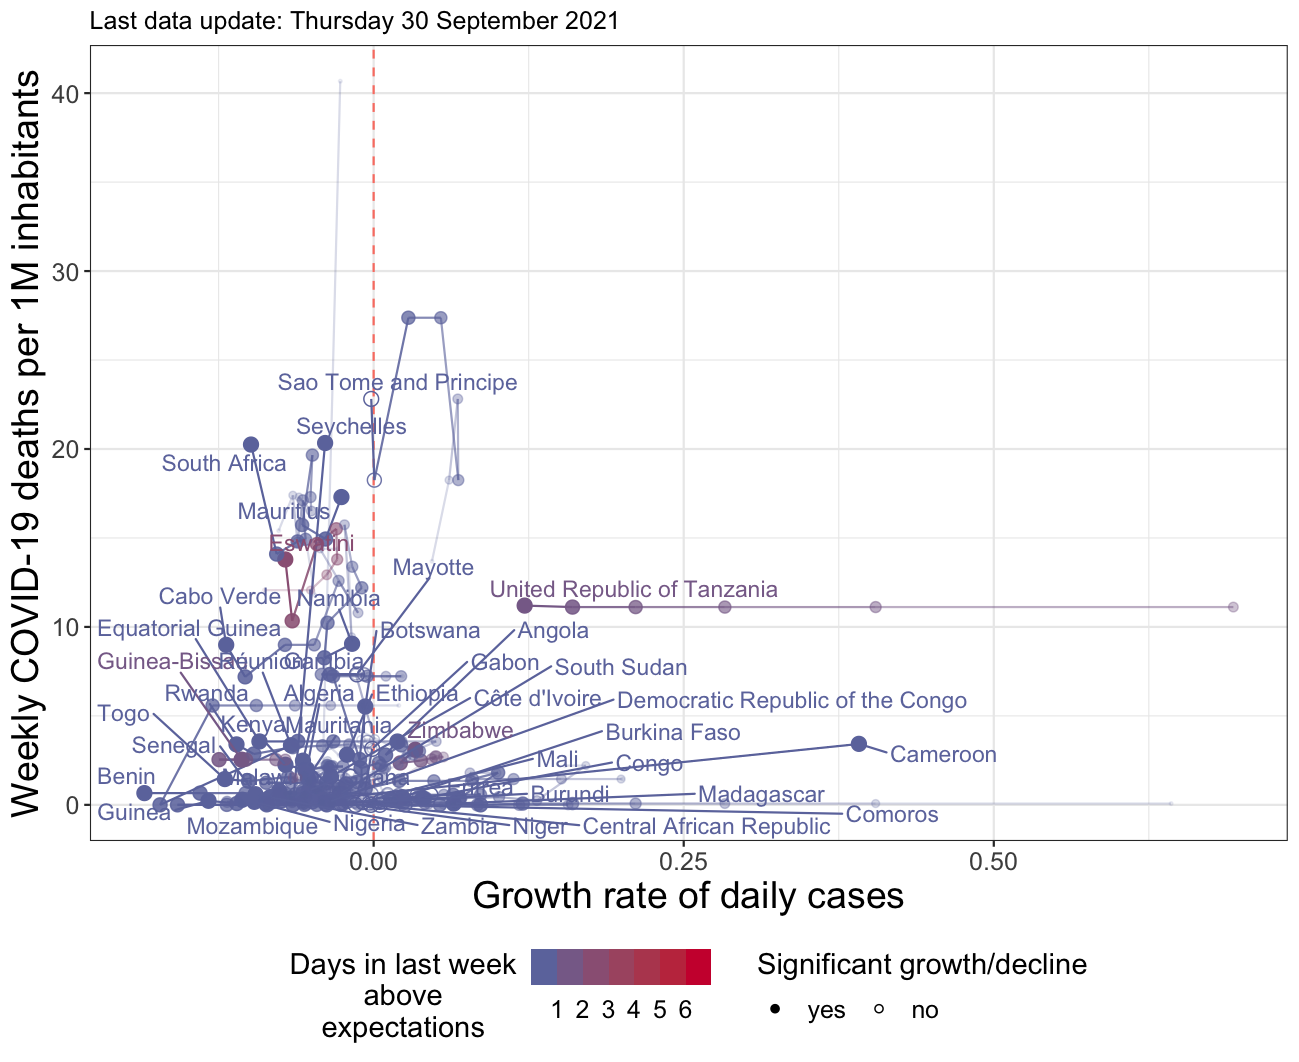 Last data update: Thursday 30 September 2021
Weekly COVID-19 deaths per 1M inhabitants
40
30
20
10
0
Sao Tome and Principe
Seychelles
South Africa
Mauritius
Eswatini
Mayotte
United Republic of Tanzania
Cabo Verde
Namibia
Equatorial Guinea
Botswana
Angola
Guinea-Bissau
Réunion
Gambia
Gabon
South Sudan
Rwanda
Algeria
Ethiopia
Côte d'Ivoire
Democratic Republic of the Congo
Togo
Kenya
Mauritania
Zimbabwe
Burkina Faso
Senegal
Cameroon
Mali
Congo
Benin
Malawi
Burundi
Madagascar
Guinea
Comoros
Mozambique
Nigeria
Zambia
Niger
Central African Republic
0.00
0.25
0.50
Growth rate of daily cases
Days in last week
above
expectations
1 2 3 4 5 6
Significant growth/decline
yes
no